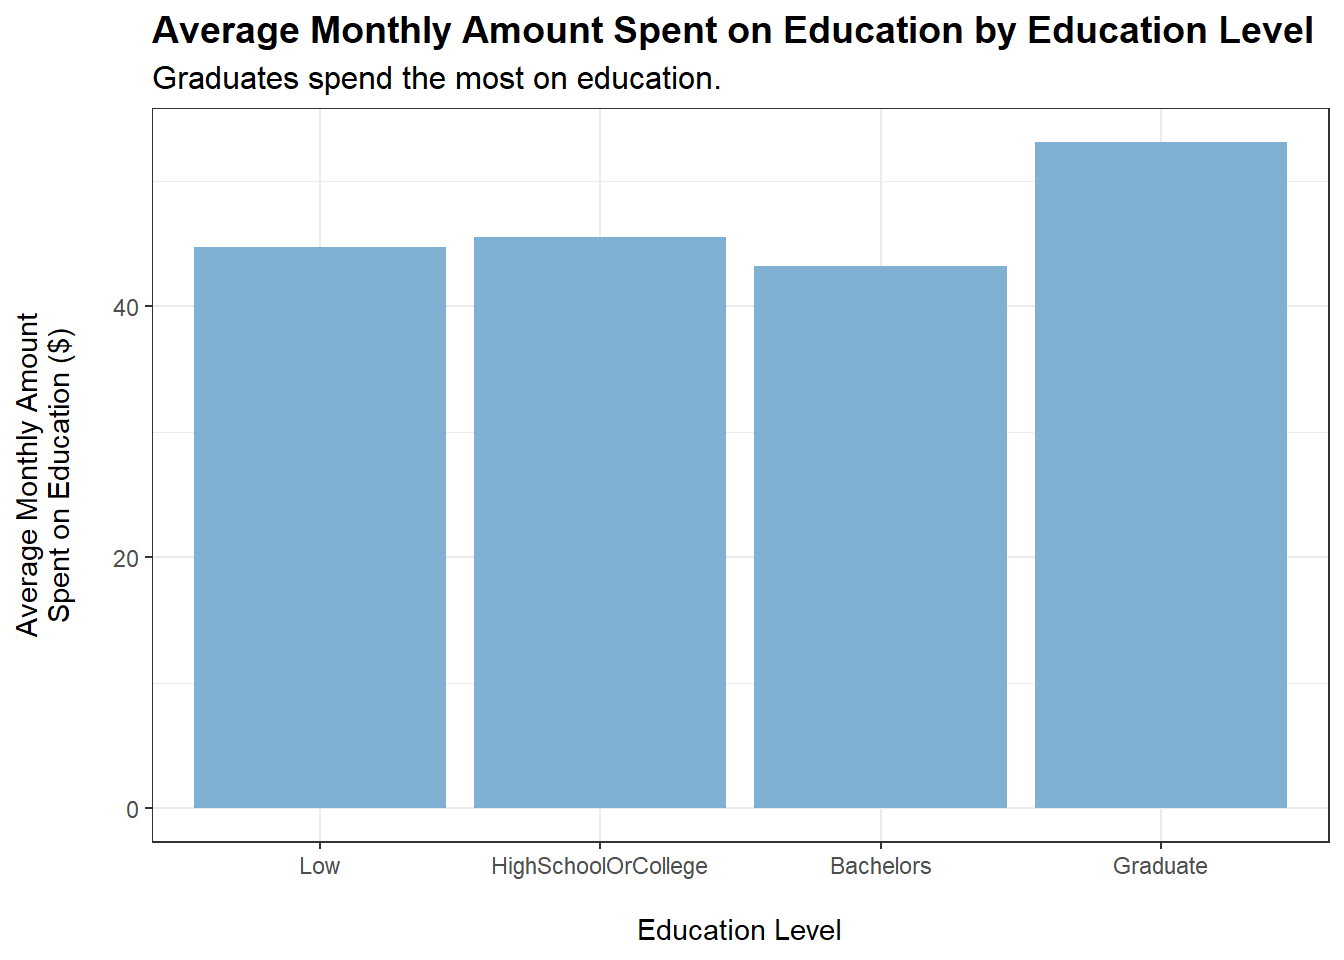 Average Monthly Amount Spent on Education by Education Level
Graduates spend the most on education.
Average Monthly Amount
Spent on Education ($)
40
20
0
Low
HighSchoolOrCollege
Bachelors
Graduate
Education Level